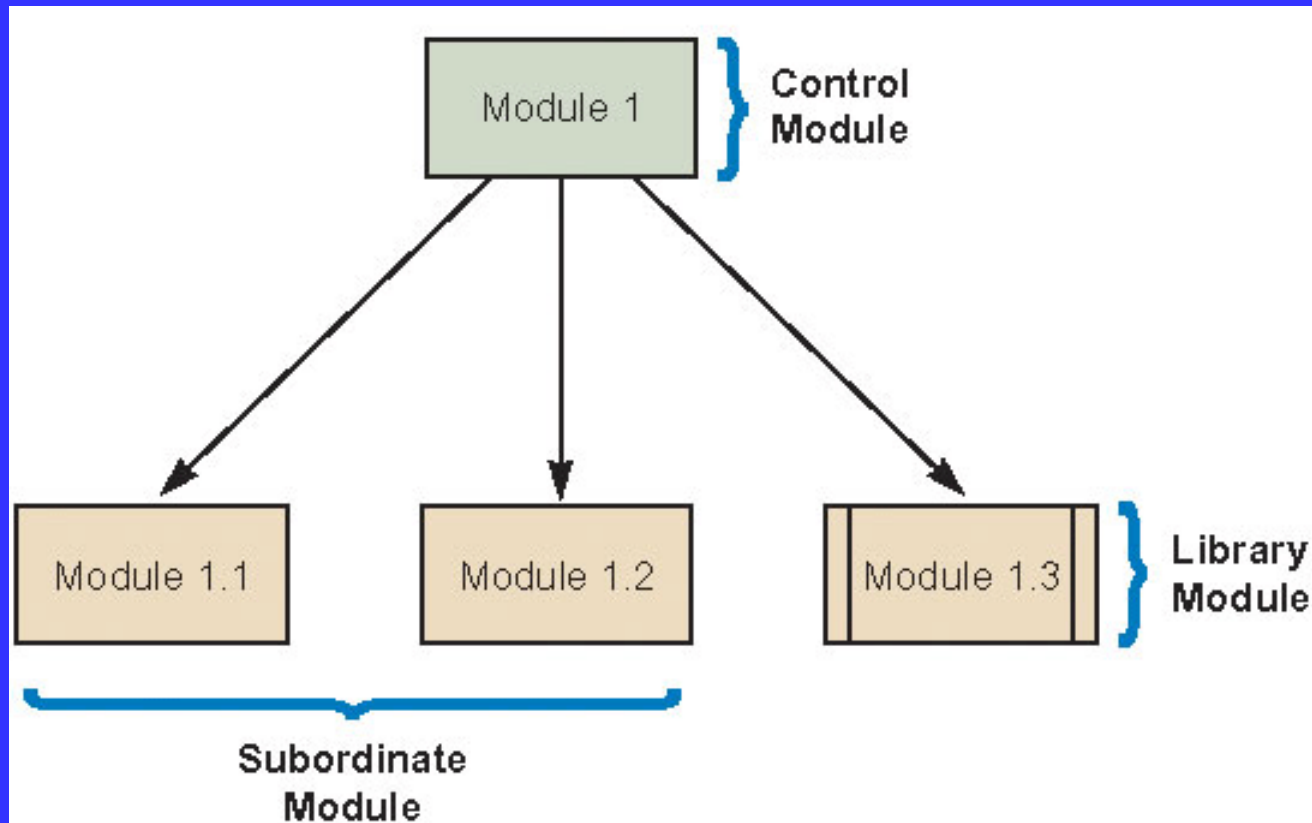 Module 1
Control
Module
Module 1.1
Module 1.2
Module 1.3
Library
Module
Subordinate
Module